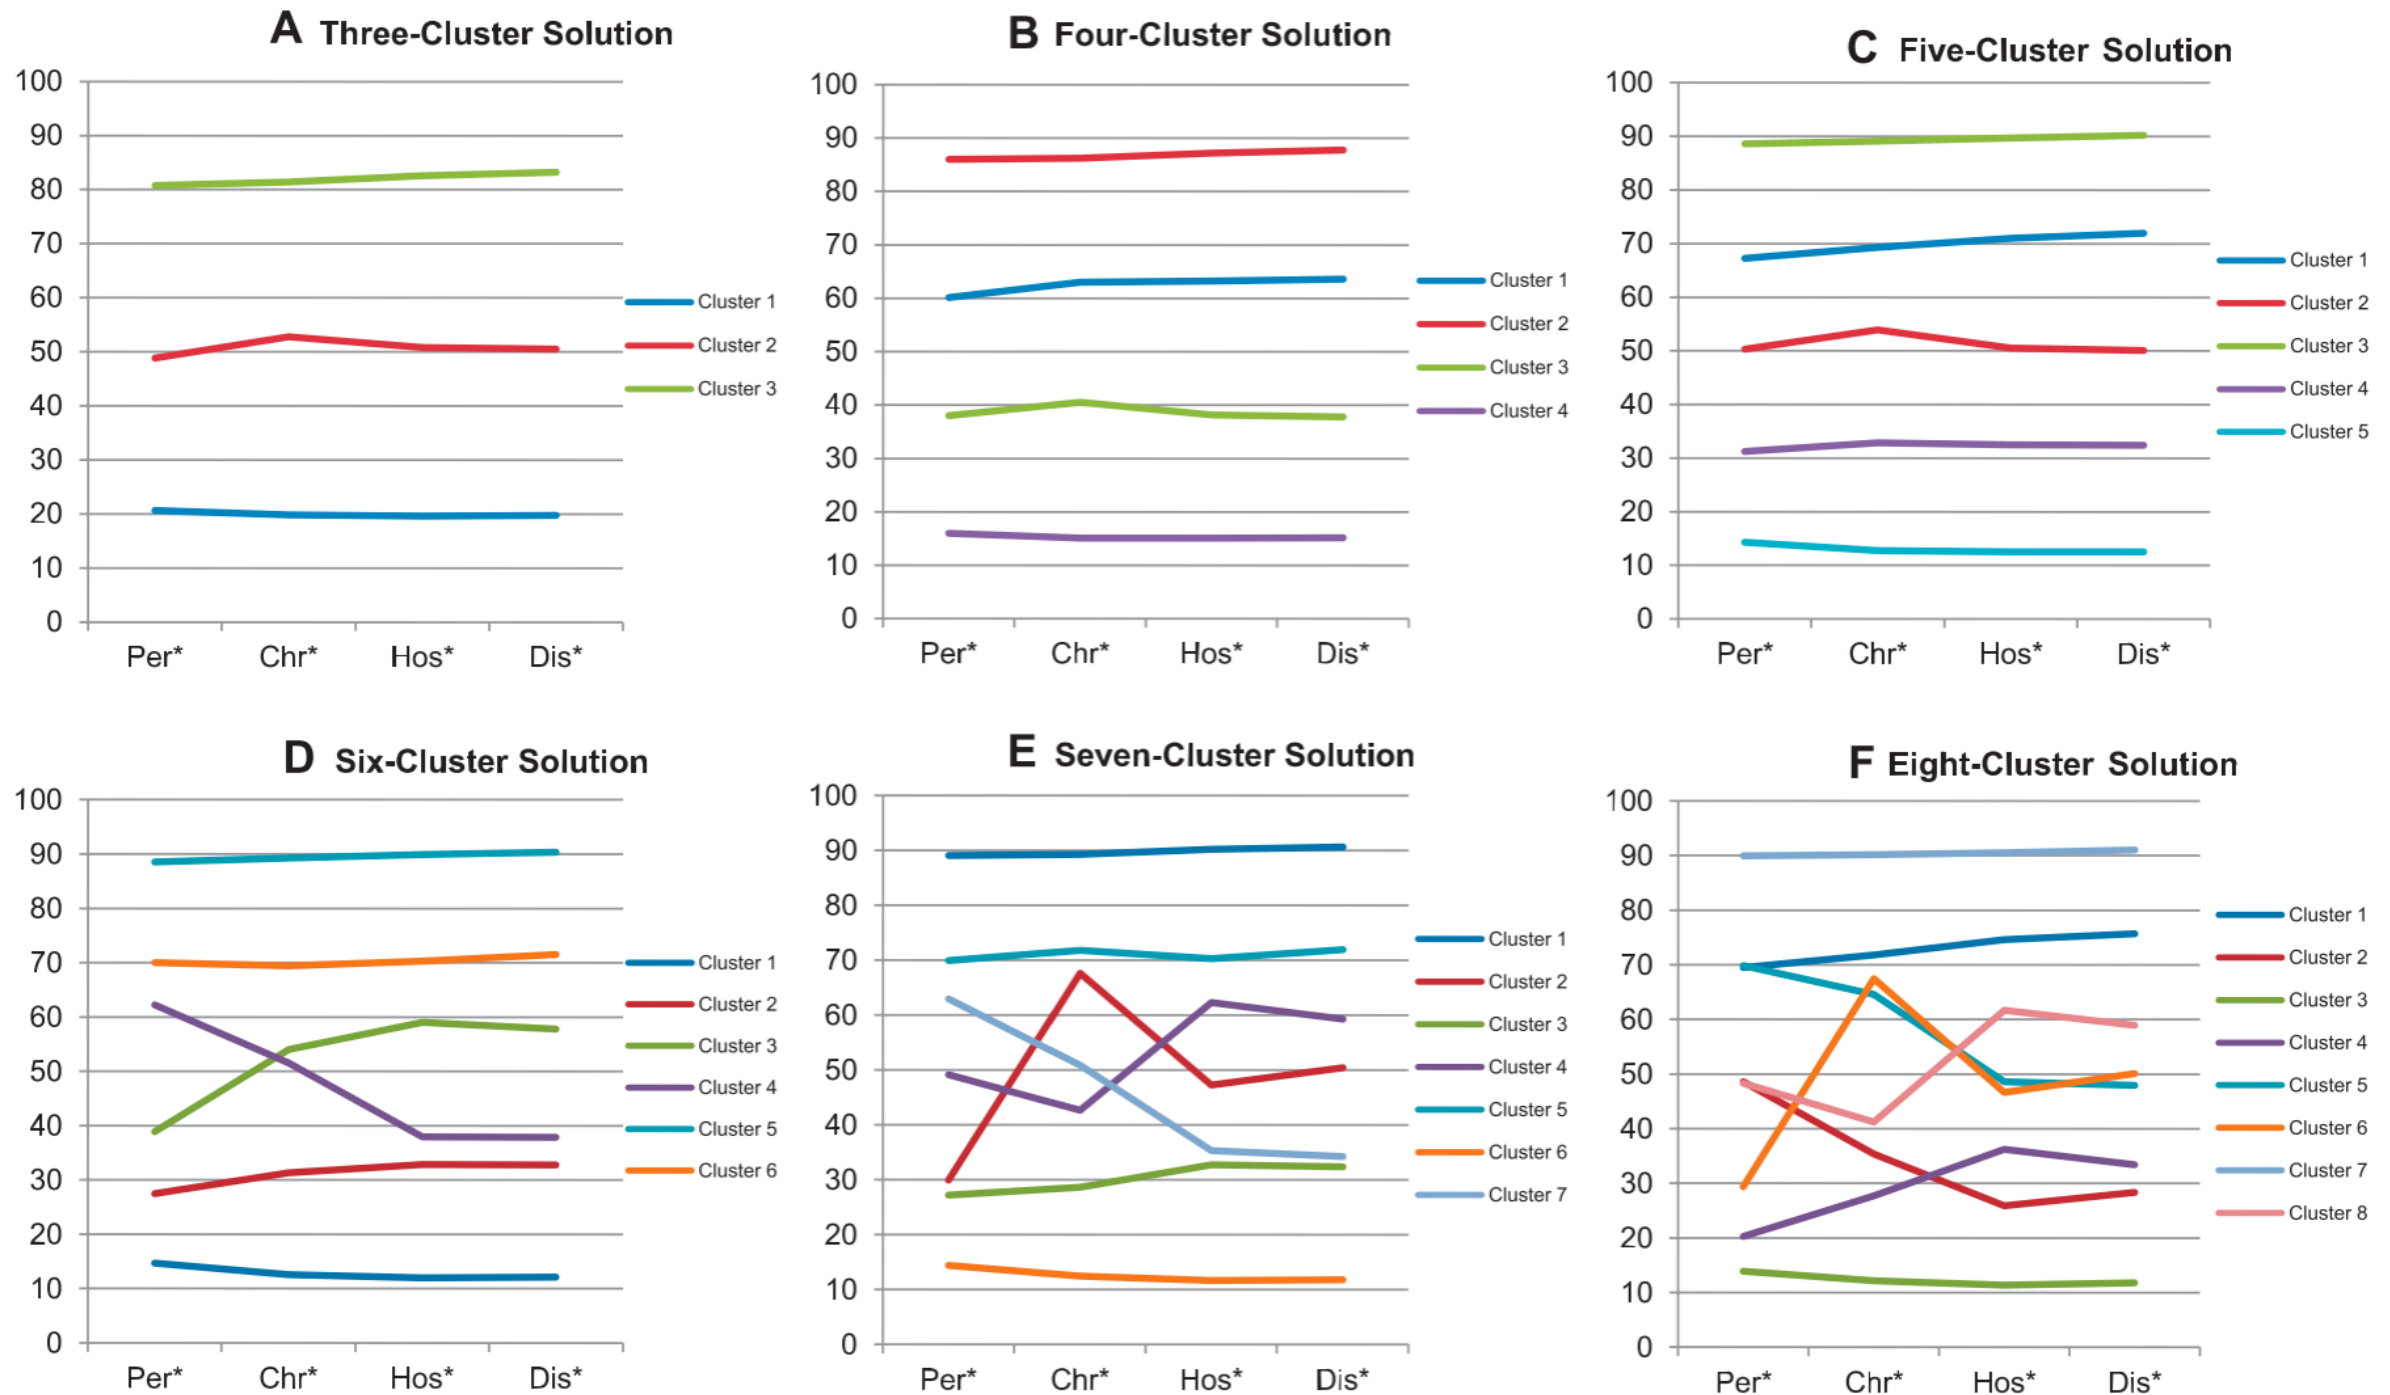 A Three-Cluster Solution
100
90
80
70
60
50
40
30
20
10
0
Per* Chr* Hos* Dis*
Cluster 1
Cluster 2
Cluster 3
B Four-Cluster Solution
100
90
80
70
60
50
40
30
20
10
0
Per* Chr* Hos* Dis*
Cluster 1
Cluster 2
Cluster 3
Cluster 4
C Five-Cluster Solution
100
90
80
70
60
50
40
30
20
10
0
Per* Chr* Hos* Dis*
Cluster 1
Cluster 2
Cluster 3
Cluster 4
Cluster 5
D Six-Cluster Solution
100
90
80
70
60
50
40
30
20
10
0
Per* Chr* Hos* Dis*
Cluster 1
Cluster 2
Cluster 3
Cluster 4
Cluster 5
Cluster 6
E Seven-Cluster Solution
100
90
80
70
60
50
40
30
20
10
0
Per* Chr* Hos* Dis*
Cluster 1
Cluster 2
Cluster 3
Cluster 4
Cluster 5
Cluster 6
Cluster 7
F Eight-Cluster Solution
100
90
80
70
60
50
40
30
20
10
0
Per* Chr* Hos* Dis*
Cluster 1
Cluster 2
Cluster 3
Cluster 4
Cluster 5
Cluster 6
Cluster 7
Cluster 8